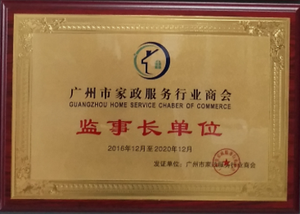 广州市家政服务行业商会
GUANGZHOU HOME SERVICE CHABER OF COMMERCE
监事长单位
2016年12月至2020年12月
发证单位：广州市家政服务行业商会